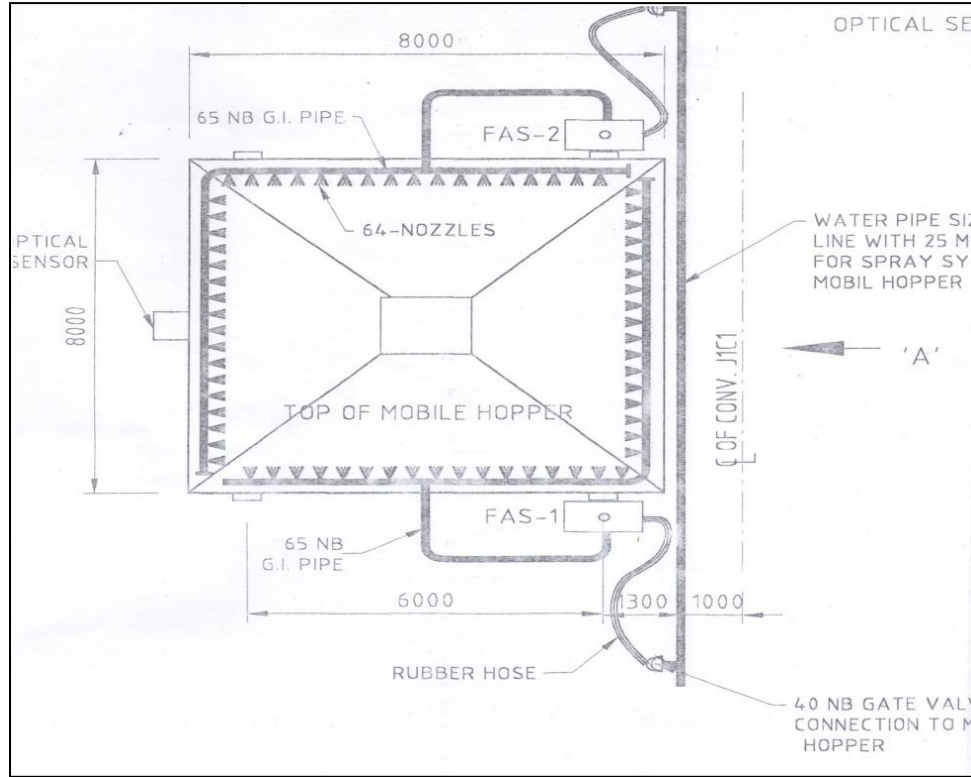 OPTICAL SE
8000
65 NB G.I. PIPE
FAS-2
64-NOZZLES
OPTICAL
SENSOR
WATER PIPE SIZ
LINE WITH 25 M
FOR SPRAY SY
MOBIL HOPPER
8000
'A'
℄ OF CONV. J1C1
TOP OF MOBILE HOPPER
FAS-1
65 NB
G.I. PIPE
6000
1300
1000
RUBBER HOSE
40 NB GATE VALV
CONNECTION TO M
HOPPER